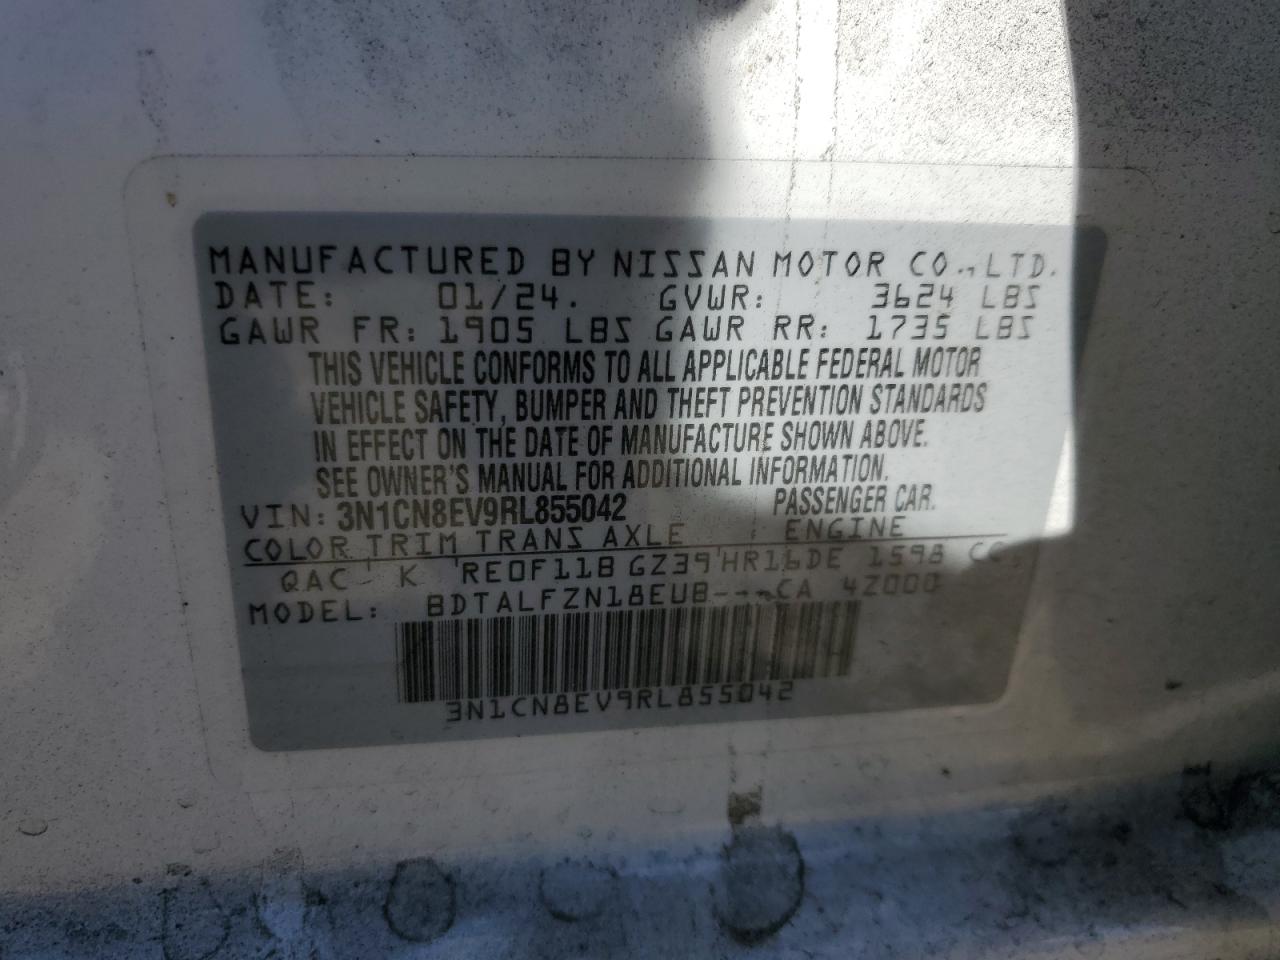 MANUFACTURED BY NISSAN MOTOR CO., LTD.
DATE: 01/24. GVWR: 3624 LBS
GAWR FR: 1905 LBS GAWR RR: 1735 LBS
THIS VEHICLE CONFORMS TO ALL APPLICABLE FEDERAL MOTOR
VEHICLE SAFETY, BUMPER AND THEFT PREVENTION STANDARDS
IN EFFECT ON THE DATE OF MANUFACTURE SHOWN ABOVE.
SEE OWNER'S MANUAL FOR ADDITIONAL INFORMATION.
VIN: 3N1CN8EV9RL855042 PASSENGER CAR.
COLOR TRIM TRANS AXLE ENGINE
QAC K RE0F11B GZ39 HR16DE 1598 CC
MODEL: BDTALFZN18EUB---CA 4Z000
3N1CN8EV9RL855042